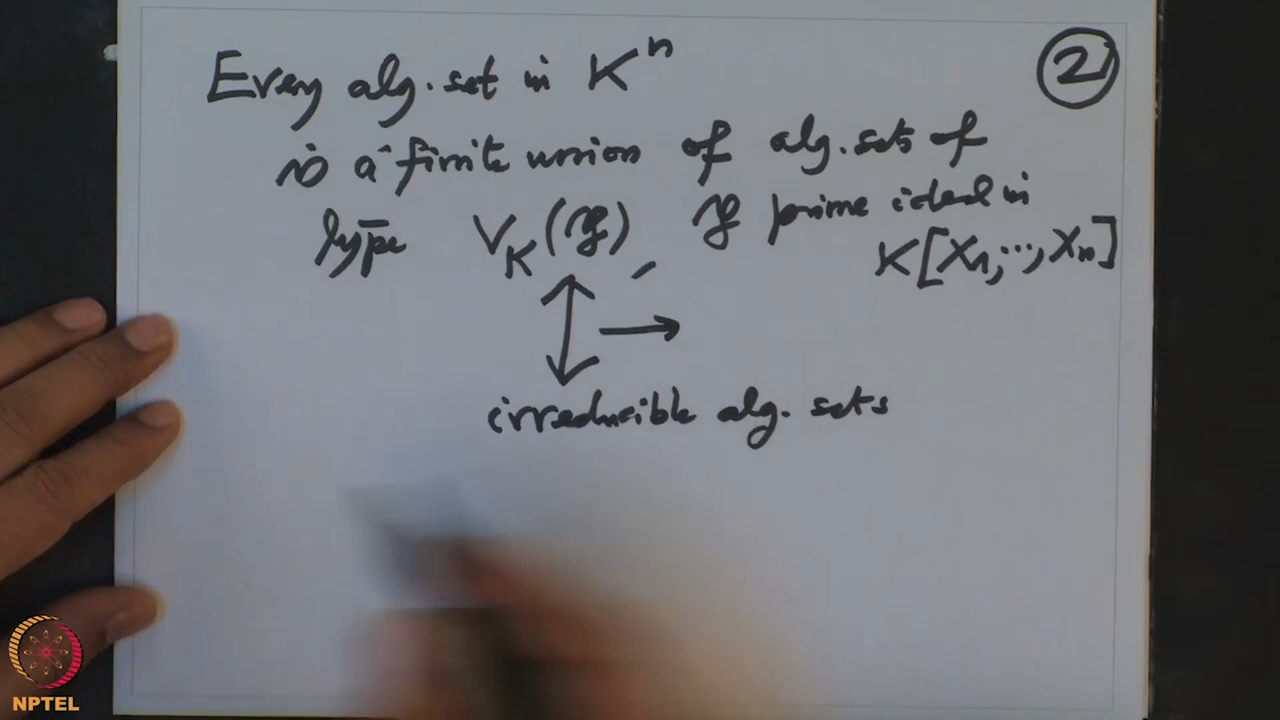 Every alg. set in K^n
②
is a finite union of alg. sets of
type V_K(𝔭), 𝔭 prime ideal in
K[X_1, ..., X_n]
irreducible alg. sets
NPTEL